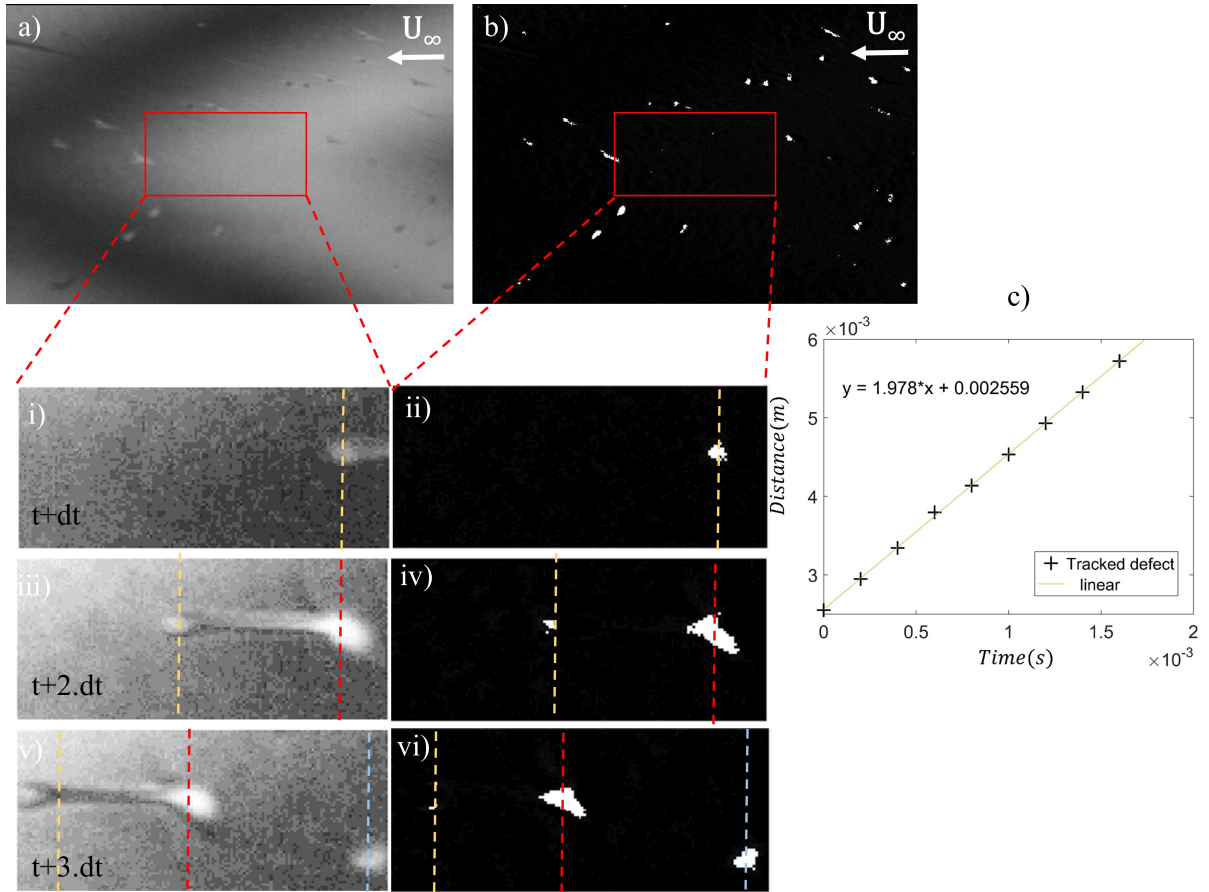 a)
U∞
b)
U∞
c)
×10⁻³
6
5
4
3
Distance(m)
y = 1.978*x + 0.002559
Tracked defect
linear
0
0.5
1
1.5
2
Time(s)
×10⁻³
i)
t+dt
ii)
iii)
t+2.dt
iv)
v)
t+3.dt
vi)